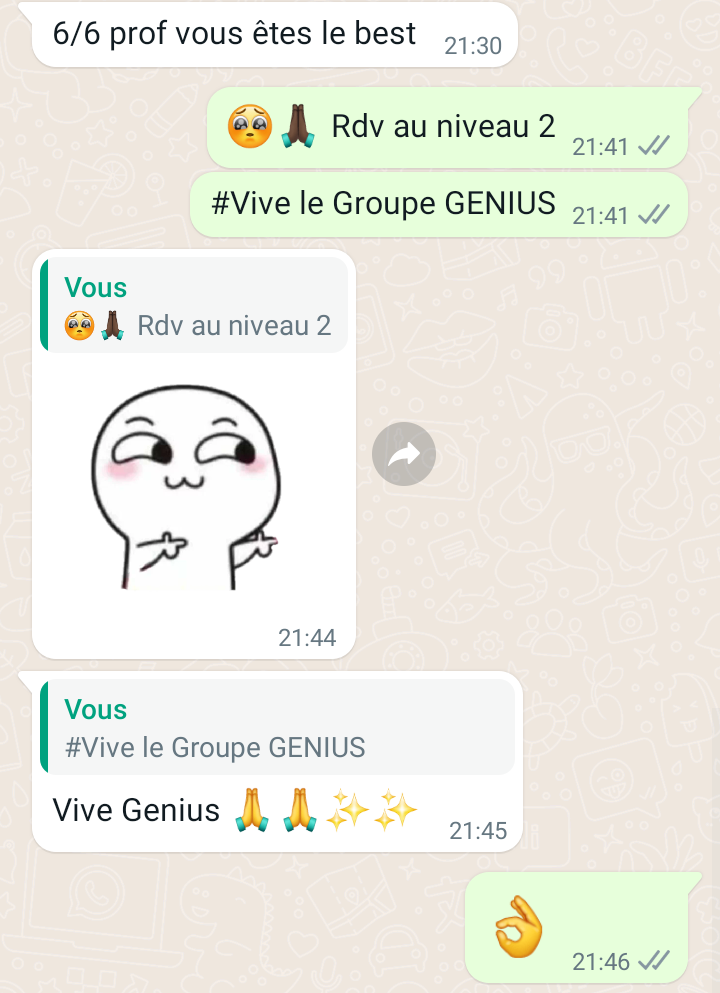 6/6 prof vous êtes le best 21:30
🥺🙏🏿 Rdv au niveau 2 21:41
#Vive le Groupe GENIUS 21:41
Vous
🥺🙏🏿 Rdv au niveau 2
21:44
Vous
#Vive le Groupe GENIUS
Vive Genius 🙏 🙏 ✨ ✨ 21:45
👌 21:46